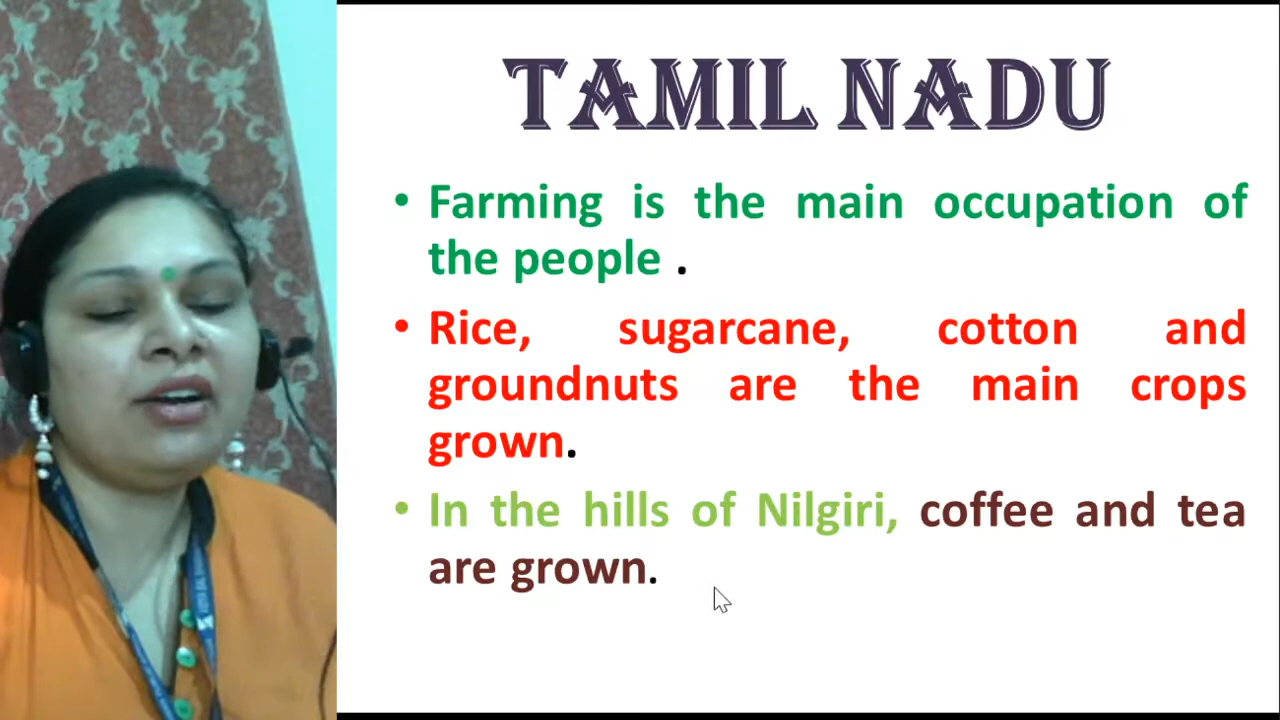 TAMIL NADU
• Farming is the main occupation of
the people .
• Rice, sugarcane, cotton and
groundnuts are the main crops
grown.
• In the hills of Nilgiri, coffee and tea
are grown.